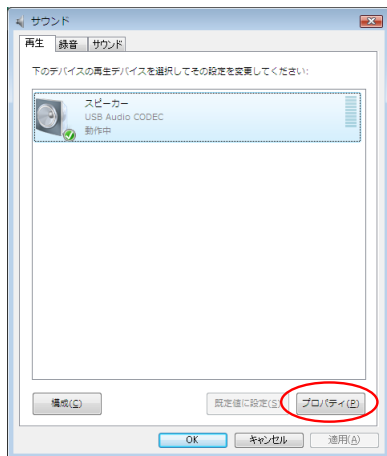 サウンド
再生 録音 サウンド
下のデバイスの再生デバイスを選択してその設定を変更してください:
スピーカー
USB Audio CODEC
動作中
構成(C) 既定値に設定(S) プロパティ(P)
OK キャンセル 適用(A)